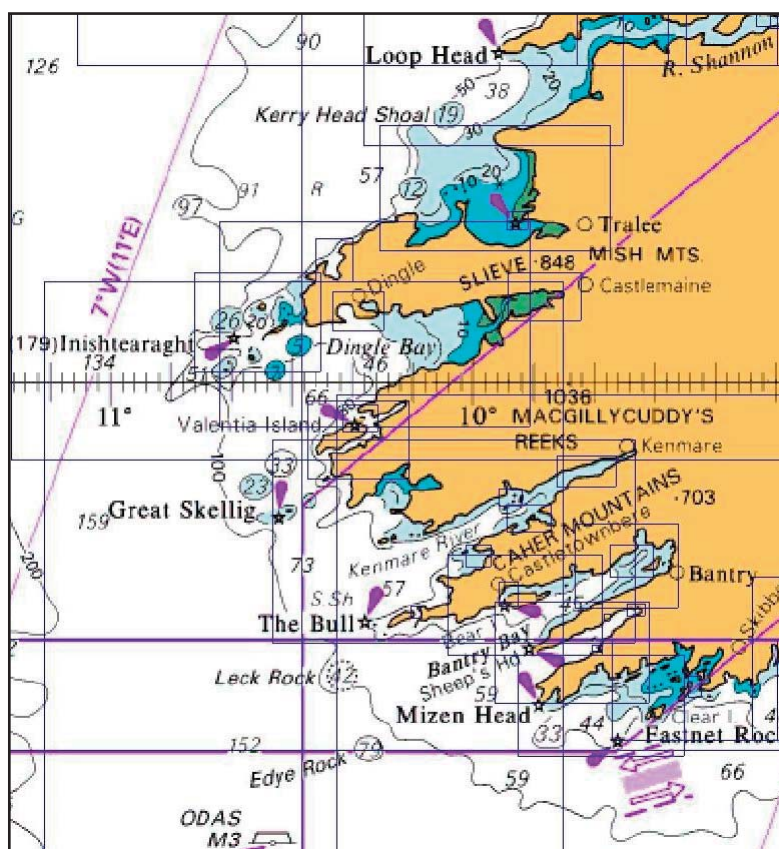 90
126
Loop Head
R. Shannon
50
38
20
Kerry Head Shoal
19
30
57
10
20
12
91
R
97
G
7°W(11'E)
Tralee
MISH MTS.
SLIEVE
848
Castlemaine
Dingle
26
20
10
(179)Inishtearaght
5
Dingle Bay
134
51
46
11°
66
10°
1036
MACGILLYCUDDY'S
REEKS
Valentia Island
Kenmare
100
33
23
Great Skellig
159
CAHER MOUNTAINS
703
Castletownbere
73
Kenmare River
200
57
S.Sh
Bantry
The Bull
45
Bear I.
Bantry Bay
Leck Rock
42
Sheep's Hd
59
Mizen Head
33
44
Clear I.
Fastnet Roc
152
79
Edye Rock
59
66
ODAS
M3